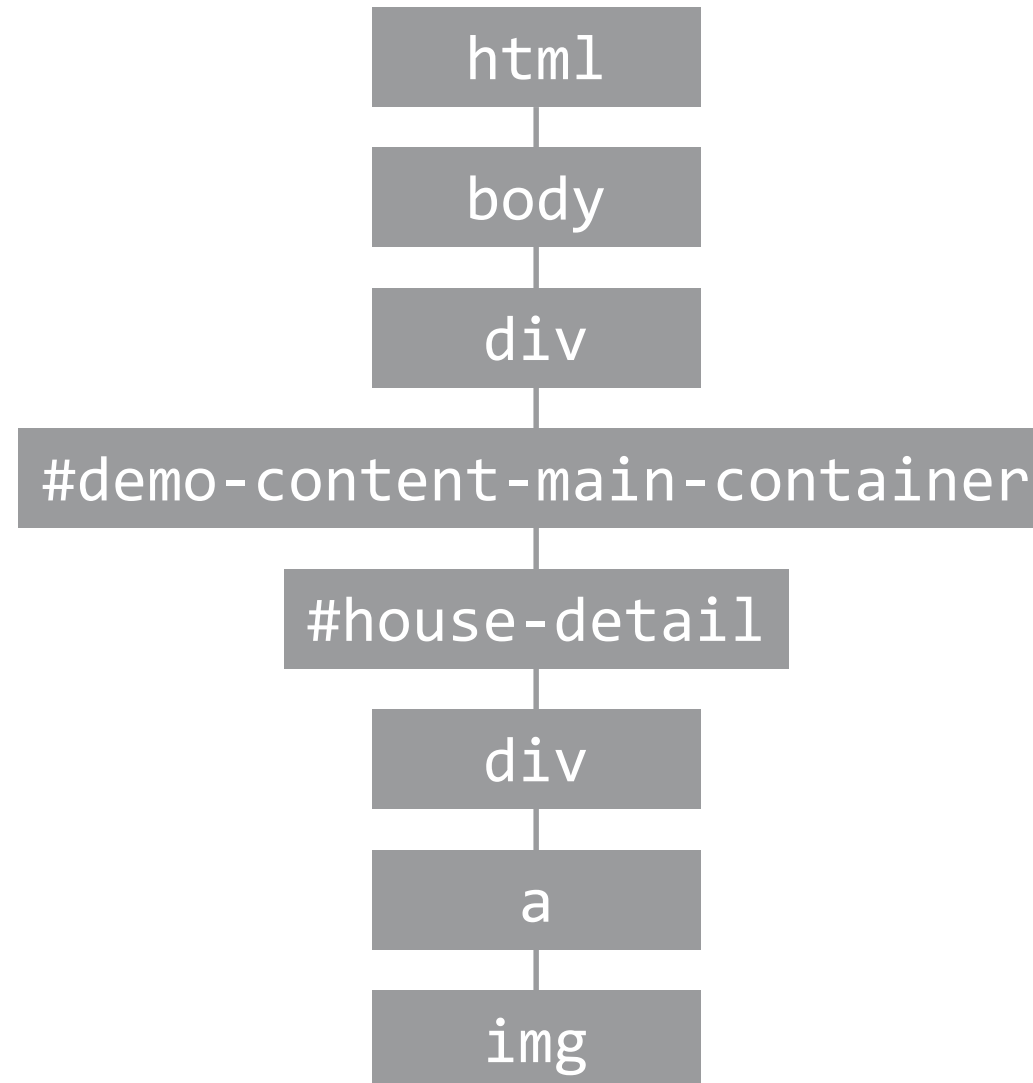 html
body
div
#demo-content-main-container
#house-detail
div
a
img